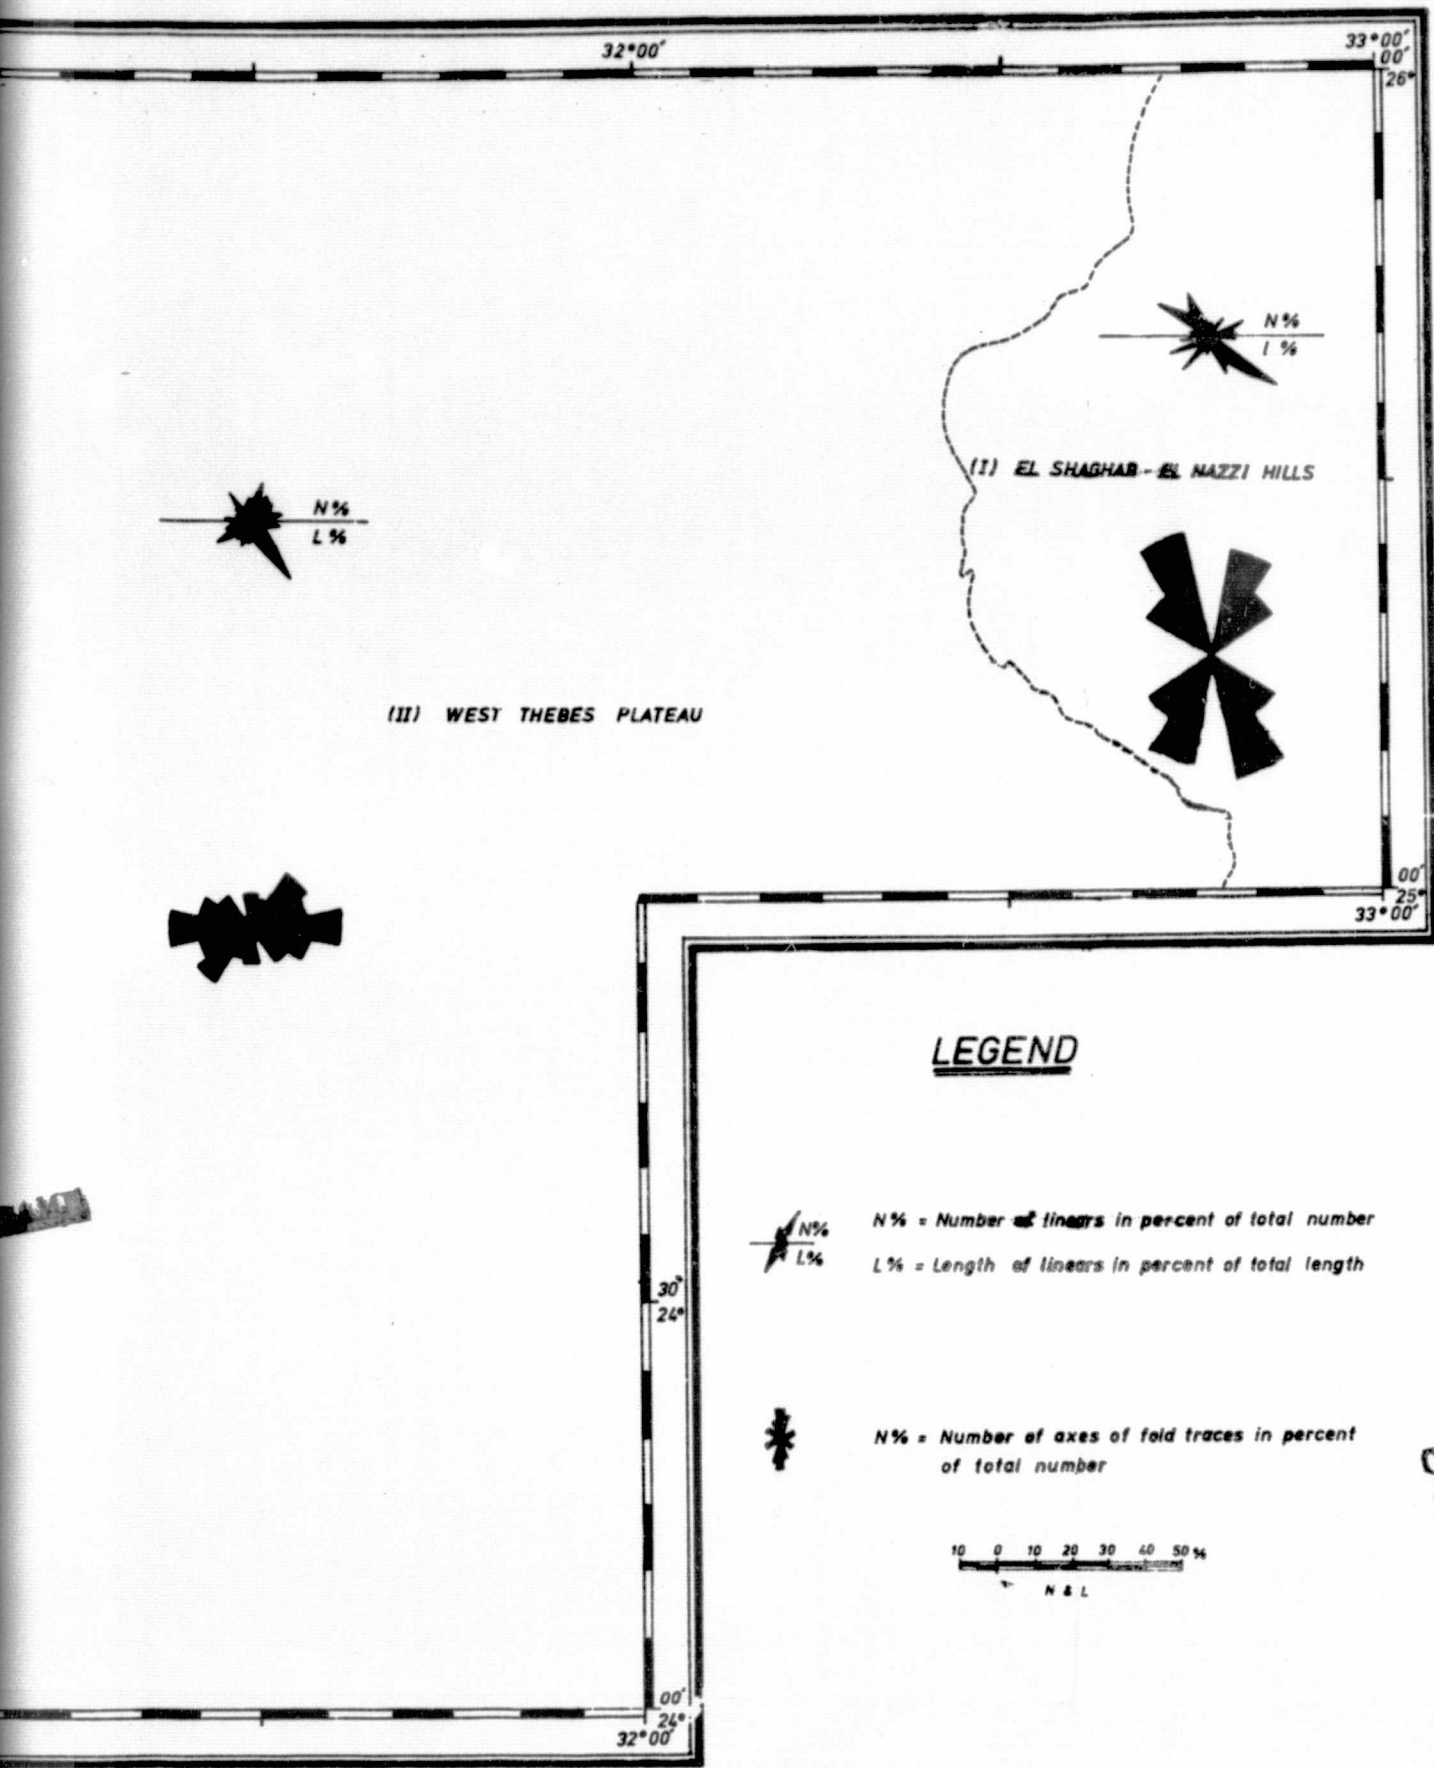 32°00'
33°00'
00'
26°
N%
L%
(I) EL SHAGHAB - EL NAZZI HILLS
N%
L%
(II) WEST THEBES PLATEAU
00'
25°
33°00'
LEGEND
N%
L%
N% = Number of linears in percent of total number
L% = Length of linears in percent of total length
30'
24°
N% = Number of axes of fold traces in percent
of total number
10 0 10 20 30 40 50 %
N & L
00'
24°
32°00'